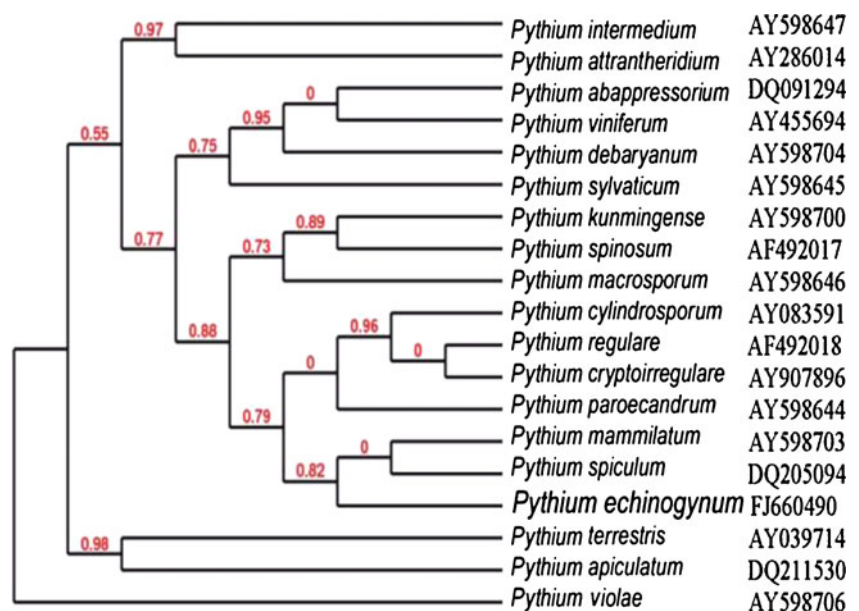 Pythium intermedium AY598647
0.97
Pythium attrantheridium AY286014
Pythium abappressorium DQ091294
0
Pythium viniferum AY455694
0.95
0.55
0.75
Pythium debaryanum AY598704
Pythium sylvaticum AY598645
Pythium kunmingense AY598700
0.89
0.77
0.73
Pythium spinosum AF492017
Pythium macrosporum AY598646
Pythium cylindrosporum AY083591
0.88
0.96
Pythium regulare AF492018
0
Pythium cryptoirregulare AY907896
0
Pythium paroecandrum AY598644
0.79
Pythium mammilatum AY598703
0
Pythium spiculum DQ205094
0.82
Pythium echinogynum FJ660490
Pythium terrestris AY039714
0.98
Pythium apiculatum DQ211530
Pythium violae AY598706